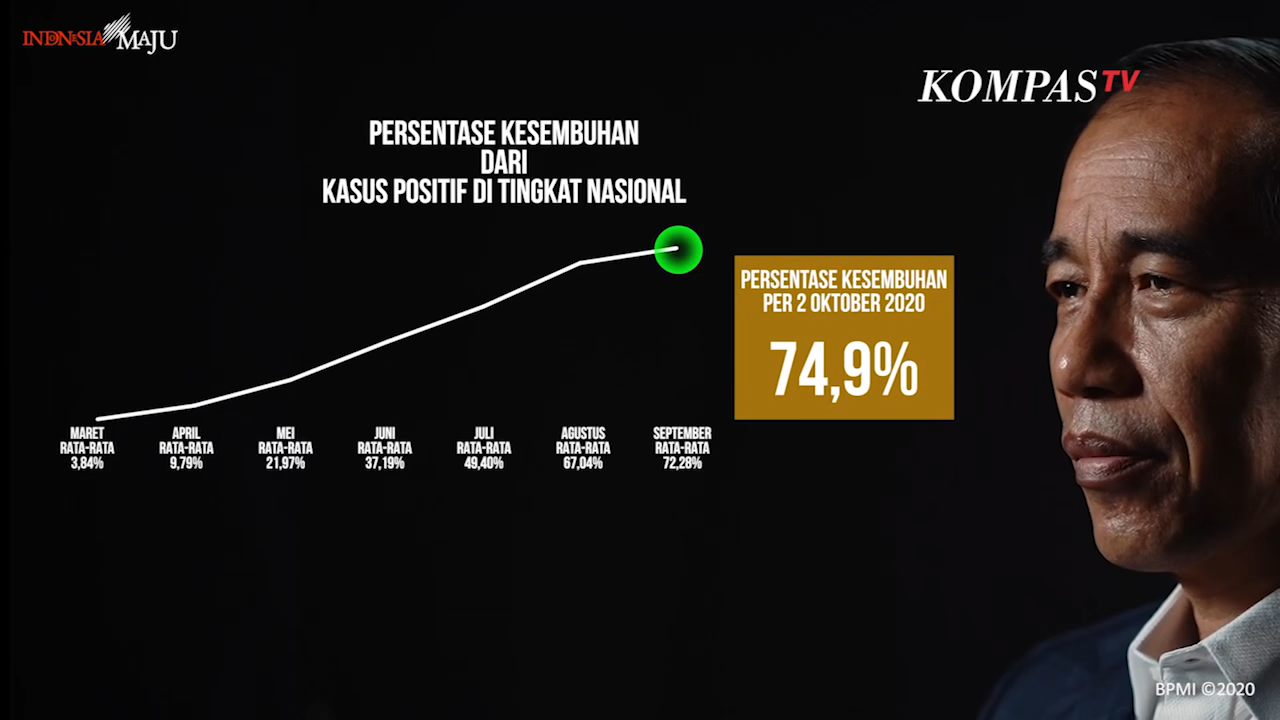 INDONESIA MAJU
KOMPAS TV
PERSENTASE KESEMBUHAN
DARI
KASUS POSITIF DI TINGKAT NASIONAL
PERSENTASE KESEMBUHAN
PER 2 OKTOBER 2020
74,9%
MARET
RATA-RATA
3,84%
APRIL
RATA-RATA
9,79%
MEI
RATA-RATA
21,97%
JUNI
RATA-RATA
37,19%
JULI
RATA-RATA
49,40%
AGUSTUS
RATA-RATA
67,04%
SEPTEMBER
RATA-RATA
72,28%
BPMI ©2020